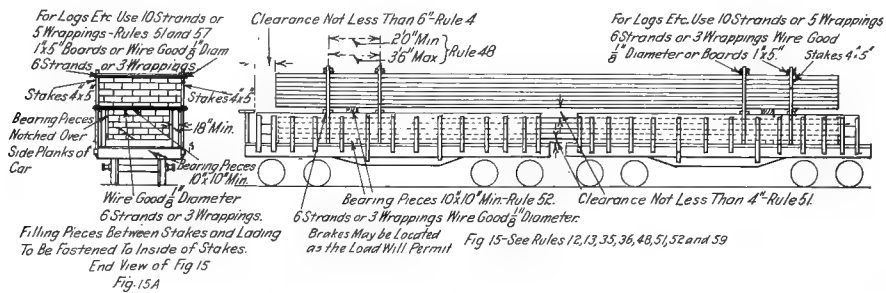 For Logs Etc Use 10 Strands or
5 Wrappings-Rules 51 and 57
1"x5" Boards or Wire Good 1/8" Diam
6 Strands or 3 Wrappings
Stakes 4"x5"
Stakes 4"x5"
Bearing Pieces
Notched Over
Side Planks of
Car
18" Min.
Bearing Pieces
10"x10" Min.
Wire Good 1/8" Diameter
6 Strands or 3 Wrappings.
Filling Pieces Between Stakes and Lading
To Be Fastened To Inside of Stakes.
End View of Fig 15
Fig. 15A
Clearance Not Less Than 6"-Rule 4
2'0" Min
3'6" Max
Rule 48
For Logs Etc. Use 10 Strands or 5 Wrappings
6 Strands or 3 Wrappings Wire Good
1/8" Diameter or Boards 1"x5."
Stakes 4"x5"
Bearing Pieces 10"x10" Min.-Rule 52.
6 Strands or 3 Wrappings Wire Good 1/8" Diameter.
Brakes May be Located
as the Load Will Permit
Clearance Not Less Than 4"-Rule 51.
Fig 15-See Rules 12,13,35,36,48,51,52 and 59